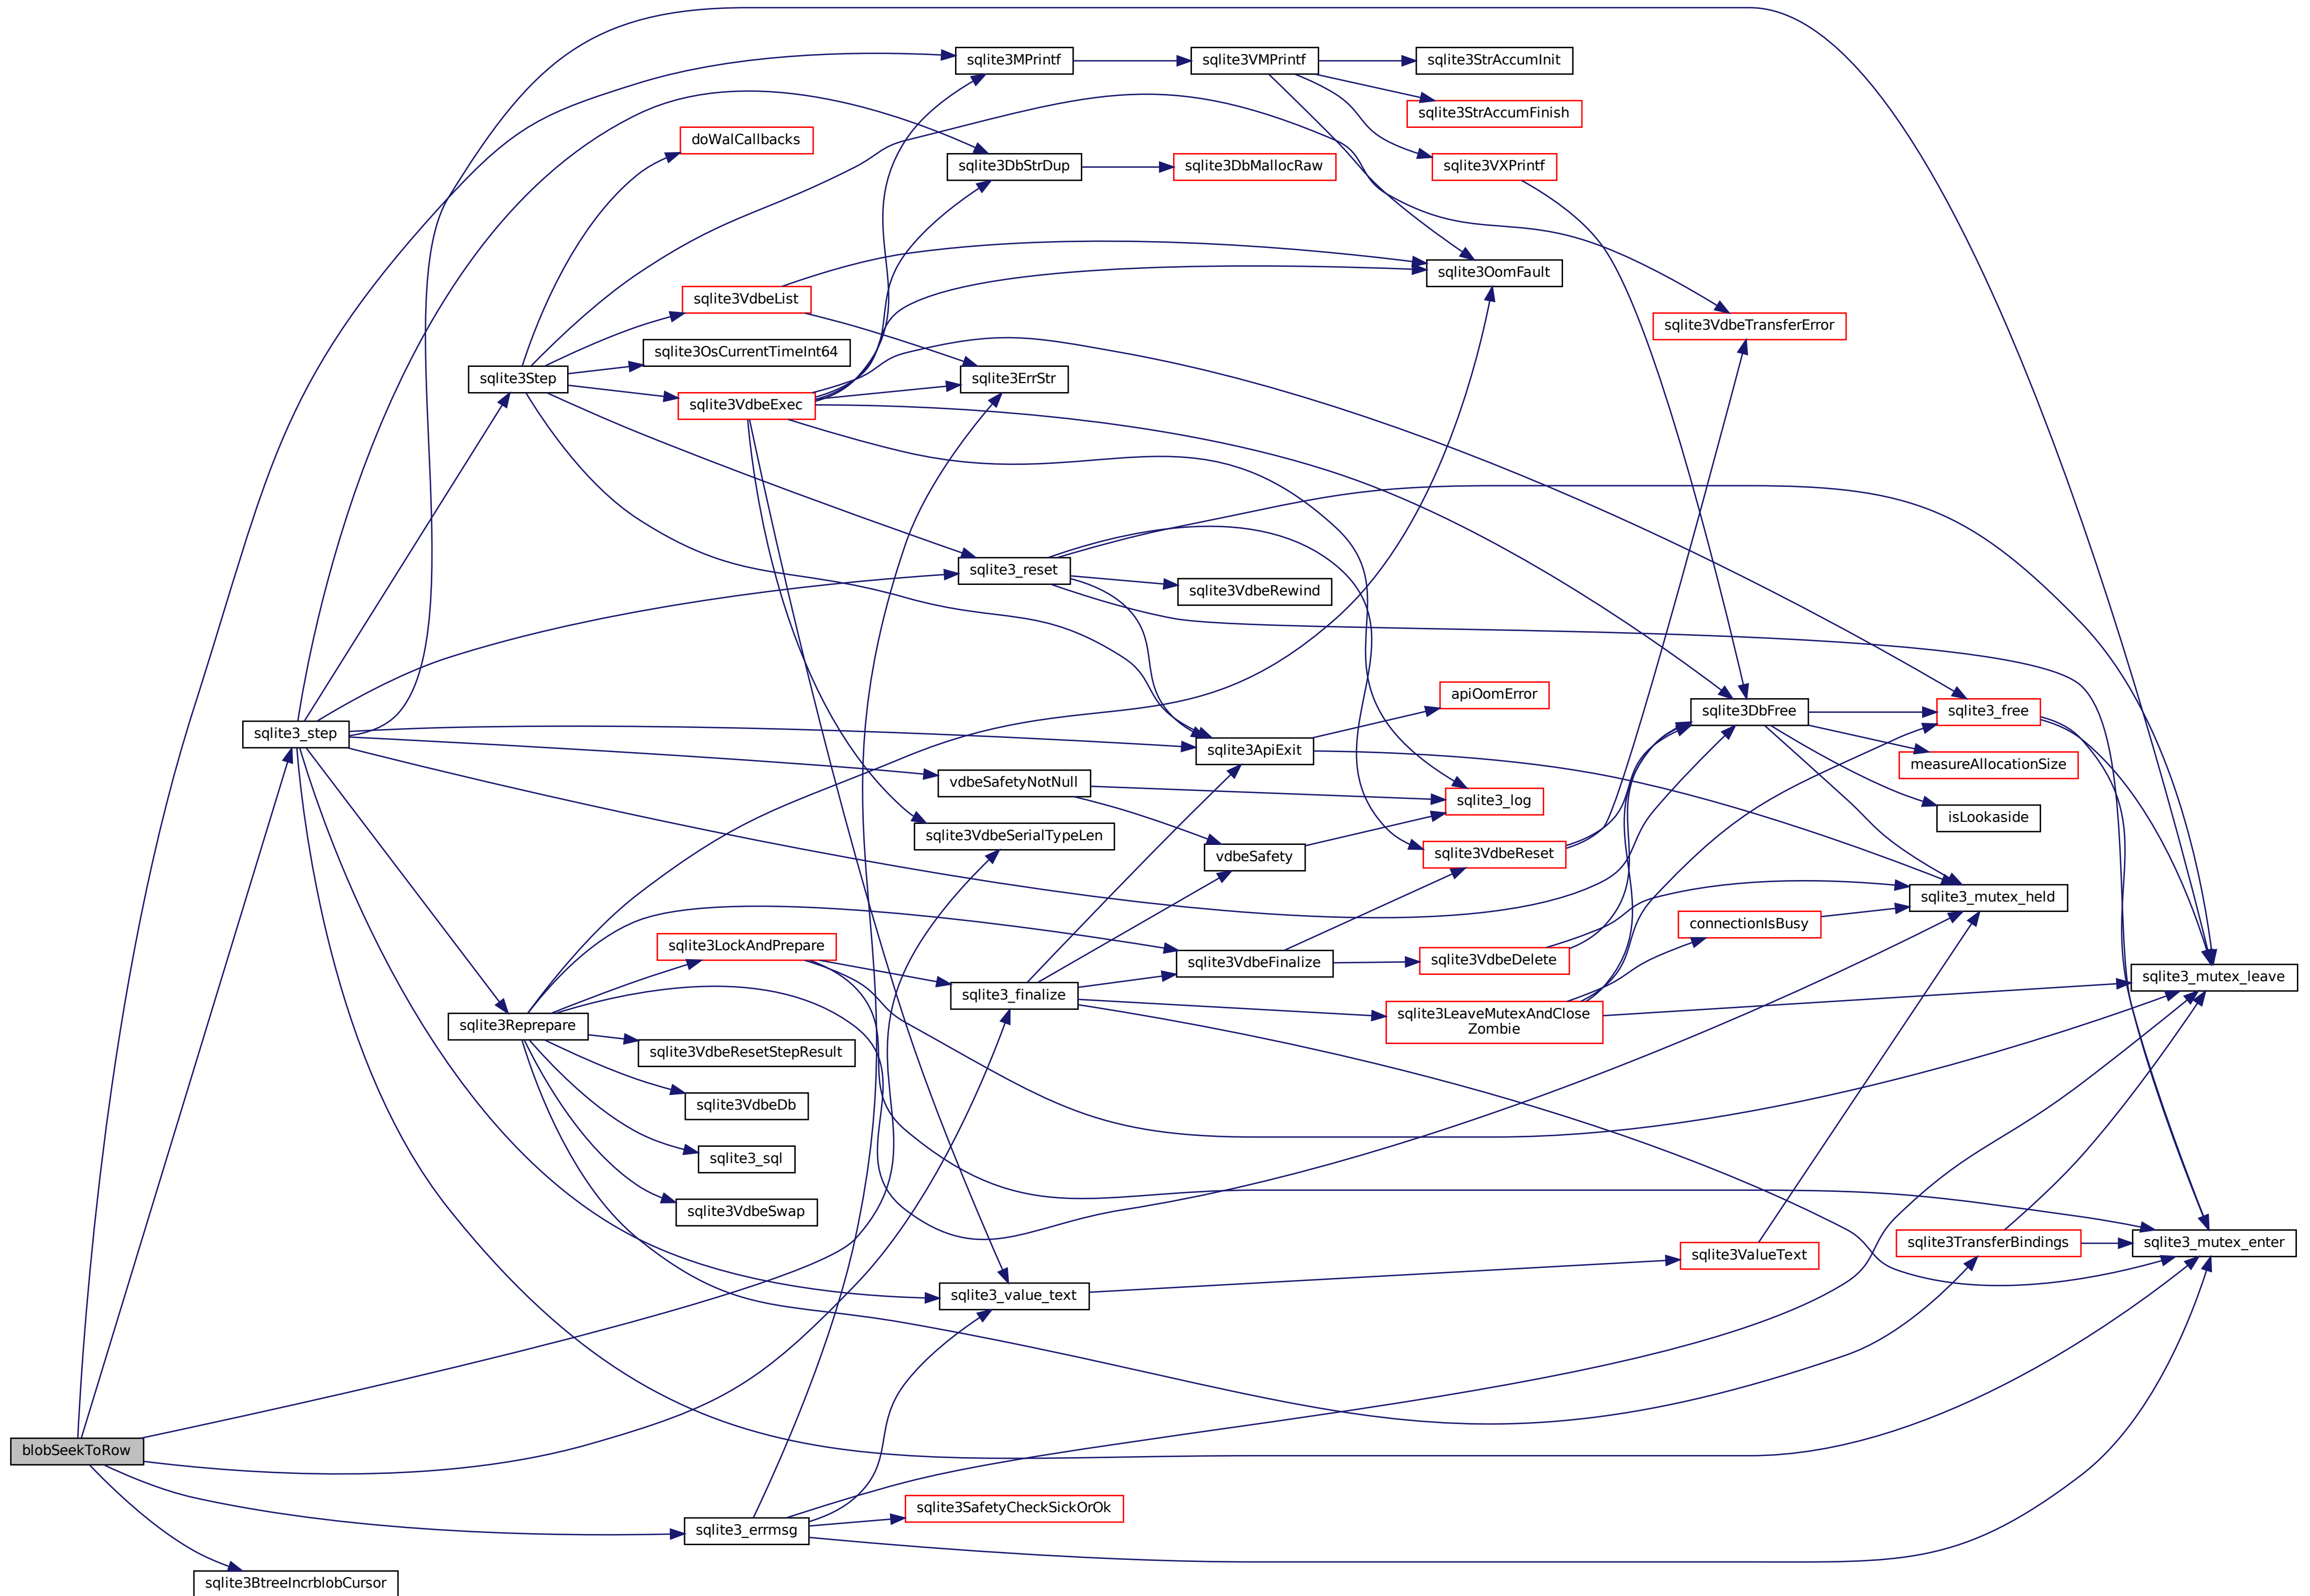 sqlite3MPrintf
sqlite3VMPrintf
sqlite3StrAccumInit
sqlite3StrAccumFinish
doWalCallbacks
sqlite3DbStrDup
sqlite3DbMallocRaw
sqlite3VXPrintf
sqlite3OomFault
sqlite3VdbeList
sqlite3VdbeTransferError
sqlite3OsCurrentTimeInt64
sqlite3Step
sqlite3ErrStr
sqlite3VdbeExec
sqlite3_reset
sqlite3VdbeRewind
apiOomError
sqlite3DbFree
sqlite3_free
sqlite3_step
sqlite3ApiExit
measureAllocationSize
vdbeSafetyNotNull
sqlite3_log
isLookaside
sqlite3VdbeSerialTypeLen
vdbeSafety
sqlite3VdbeReset
sqlite3_mutex_held
connectionIsBusy
sqlite3LockAndPrepare
sqlite3VdbeFinalize
sqlite3VdbeDelete
sqlite3_mutex_leave
sqlite3_finalize
sqlite3LeaveMutexAndClose
Zombie
sqlite3Reprepare
sqlite3VdbeResetStepResult
sqlite3VdbeDb
sqlite3_sql
sqlite3VdbeSwap
sqlite3ValueText
sqlite3TransferBindings
sqlite3_mutex_enter
sqlite3_value_text
blobSeekToRow
sqlite3SafetyCheckSickOrOk
sqlite3_errmsg
sqlite3BtreeIncrblobCursor